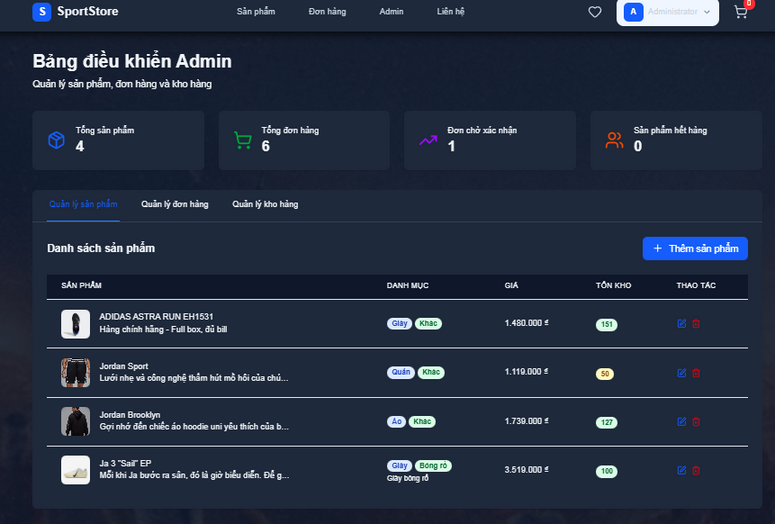 S SportStore
Sản phẩm Đơn hàng Admin Liên hệ
A Administrator
0
Bảng điều khiển Admin
Quản lý sản phẩm, đơn hàng và kho hàng
Tổng sản phẩm
4
Tổng đơn hàng
6
Đơn chờ xác nhận
1
Sản phẩm hết hàng
0
Quản lý sản phẩm Quản lý đơn hàng Quản lý kho hàng
Danh sách sản phẩm
+ Thêm sản phẩm
SẢN PHẨM DANH MỤC GIÁ TỒN KHO THAO TÁC
ADIDAS ASTRA RUN EH1531
Hàng chính hãng - Full box, đủ bill
Giày Khác
1.480.000 ₫
151
Jordan Sport
Lưới nhẹ và công nghệ thấm hút mồ hôi của chú...
Quần Khác
1.119.000 ₫
50
Jordan Brooklyn
Gợi nhớ đến chiếc áo hoodie uni yêu thích của b...
Áo Khác
1.739.000 ₫
127
Ja 3 "Sail" EP
Mỗi khi Ja bước ra sân, đó là giờ biểu diễn. Để g...
Giày Bóng rổ
Giày bóng rổ
3.519.000 ₫
100